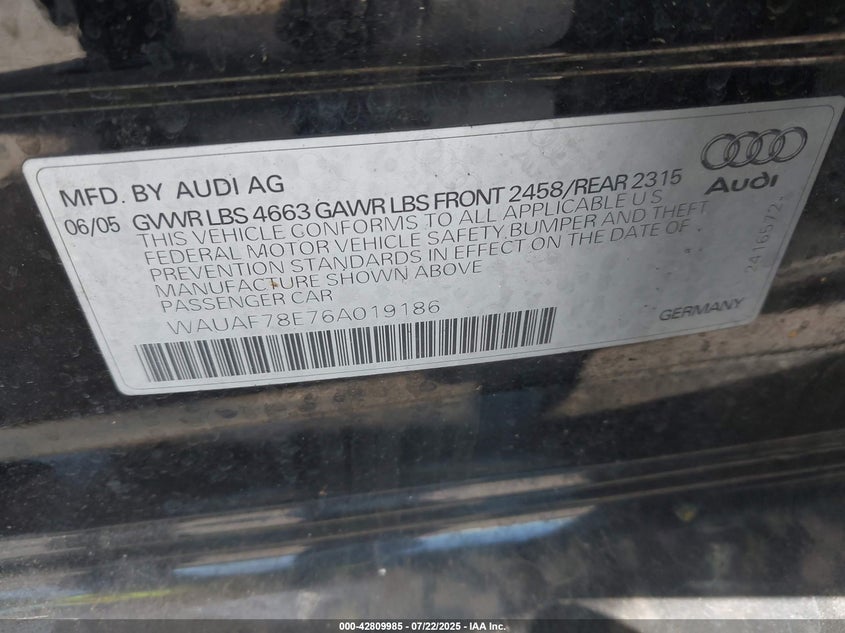 MFD. BY AUDI AG
06/05 GVWR LBS 4663 GAWR LBS FRONT 2458/REAR 2315
THIS VEHICLE CONFORMS TO ALL APPLICABLE U S
FEDERAL MOTOR VEHICLE SAFETY, BUMPER AND THEFT
PREVENTION STANDARDS IN EFFECT ON THE DATE OF
MANUFACTURE SHOWN ABOVE
PASSENGER CAR
WAUAF78E76A019186
Audi
2416572
GERMANY
000-42809985 - 07/22/2025 - IAA Inc.